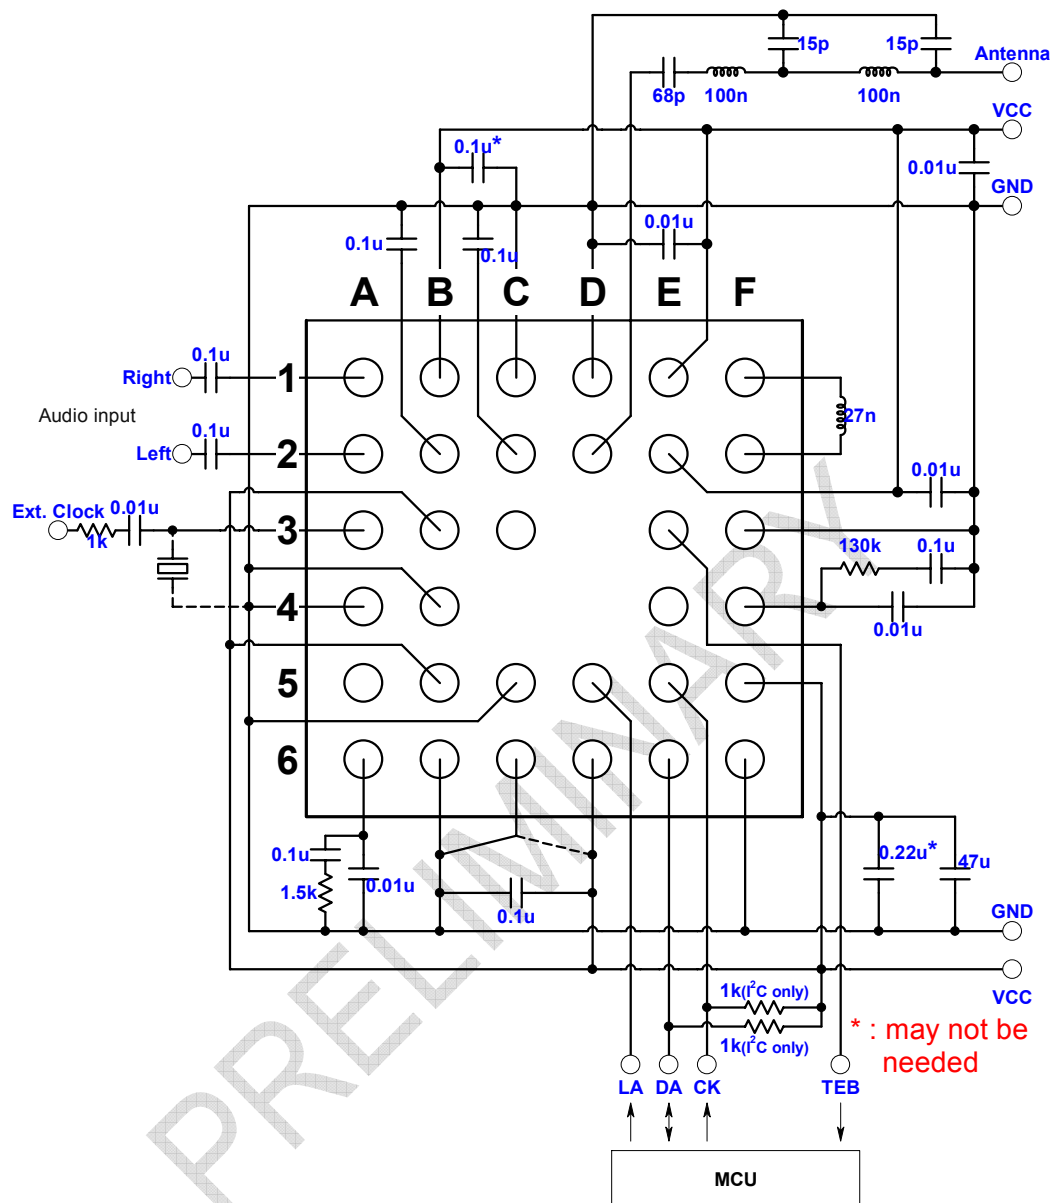 15p 15p
Antenna
68p 100n 100n
VCC
0.1u*
0.01u
GND
0.01u
0.1u 0.1u
A B C D E F
0.1u
Right 1
27n
Audio input
0.1u
Left 2
0.01u
0.01u
Ext. Clock
1k
3
130k 0.1u
4
0.01u
5
6
0.1u
0.01u
1.5k
0.1u
0.22u*
47u
GND
VCC
1k(I²C only)
1k(I²C only)
* : may not be
needed
LA DA CK TEB
MCU
PRELIMINARY